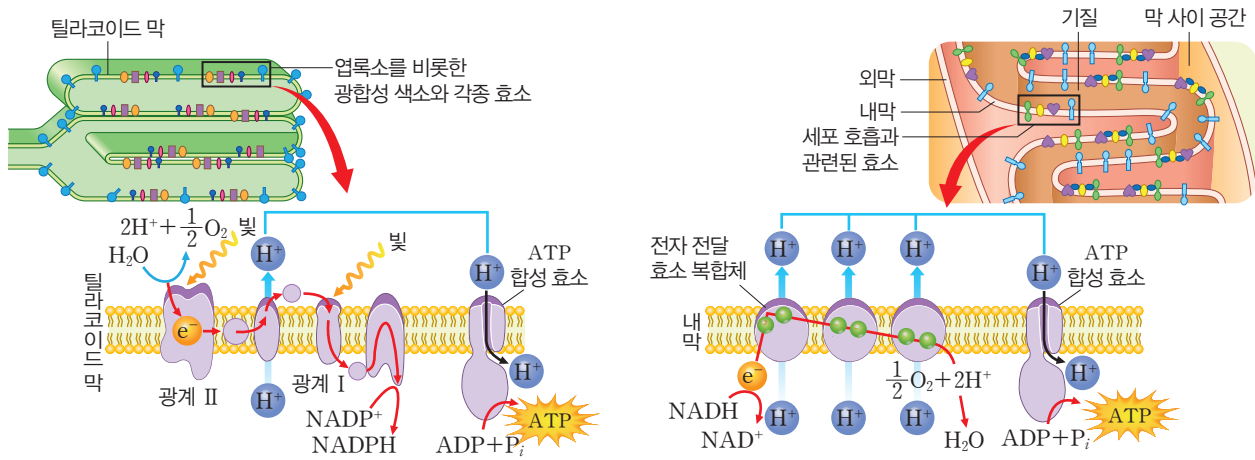 틸라코이드 막
엽록소를 비롯한
광합성 색소와 각종 효소
2H⁺+½O₂
빛
H₂O
H⁺
빛
H⁺
ATP
합성 효소
틸라코이드 막
e⁻
광계 Ⅱ
H⁺
광계 Ⅰ
H⁺
NADP⁺
NADPH
ADP+Pᵢ
ATP
기질
막 사이 공간
외막
내막
세포 호흡과
관련된 효소
전자 전달
효소 복합체
H⁺
H⁺
H⁺
H⁺
ATP
합성 효소
내막
e⁻
½O₂+2H⁺
H⁺
NADH
NAD⁺
H⁺
H⁺
H⁺
H₂O
ADP+Pᵢ
ATP